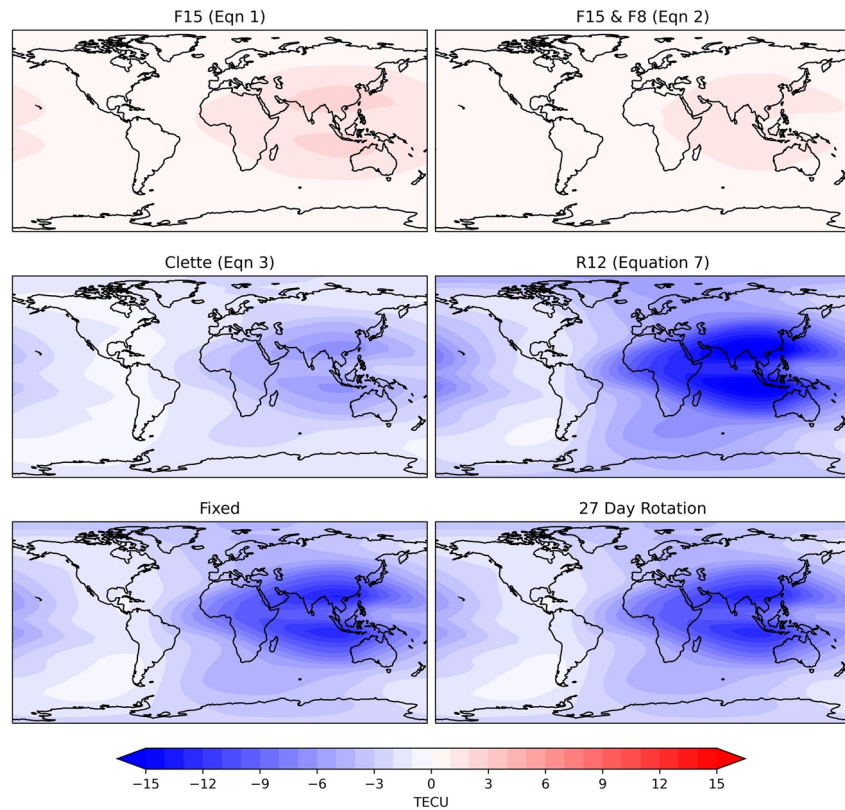 F15 (Eqn 1)
F15 & F8 (Eqn 2)
Clette (Eqn 3)
R12 (Equation 7)
Fixed
27 Day Rotation
−15 −12 −9 −6 −3 0 3 6 9 12 15
TECU